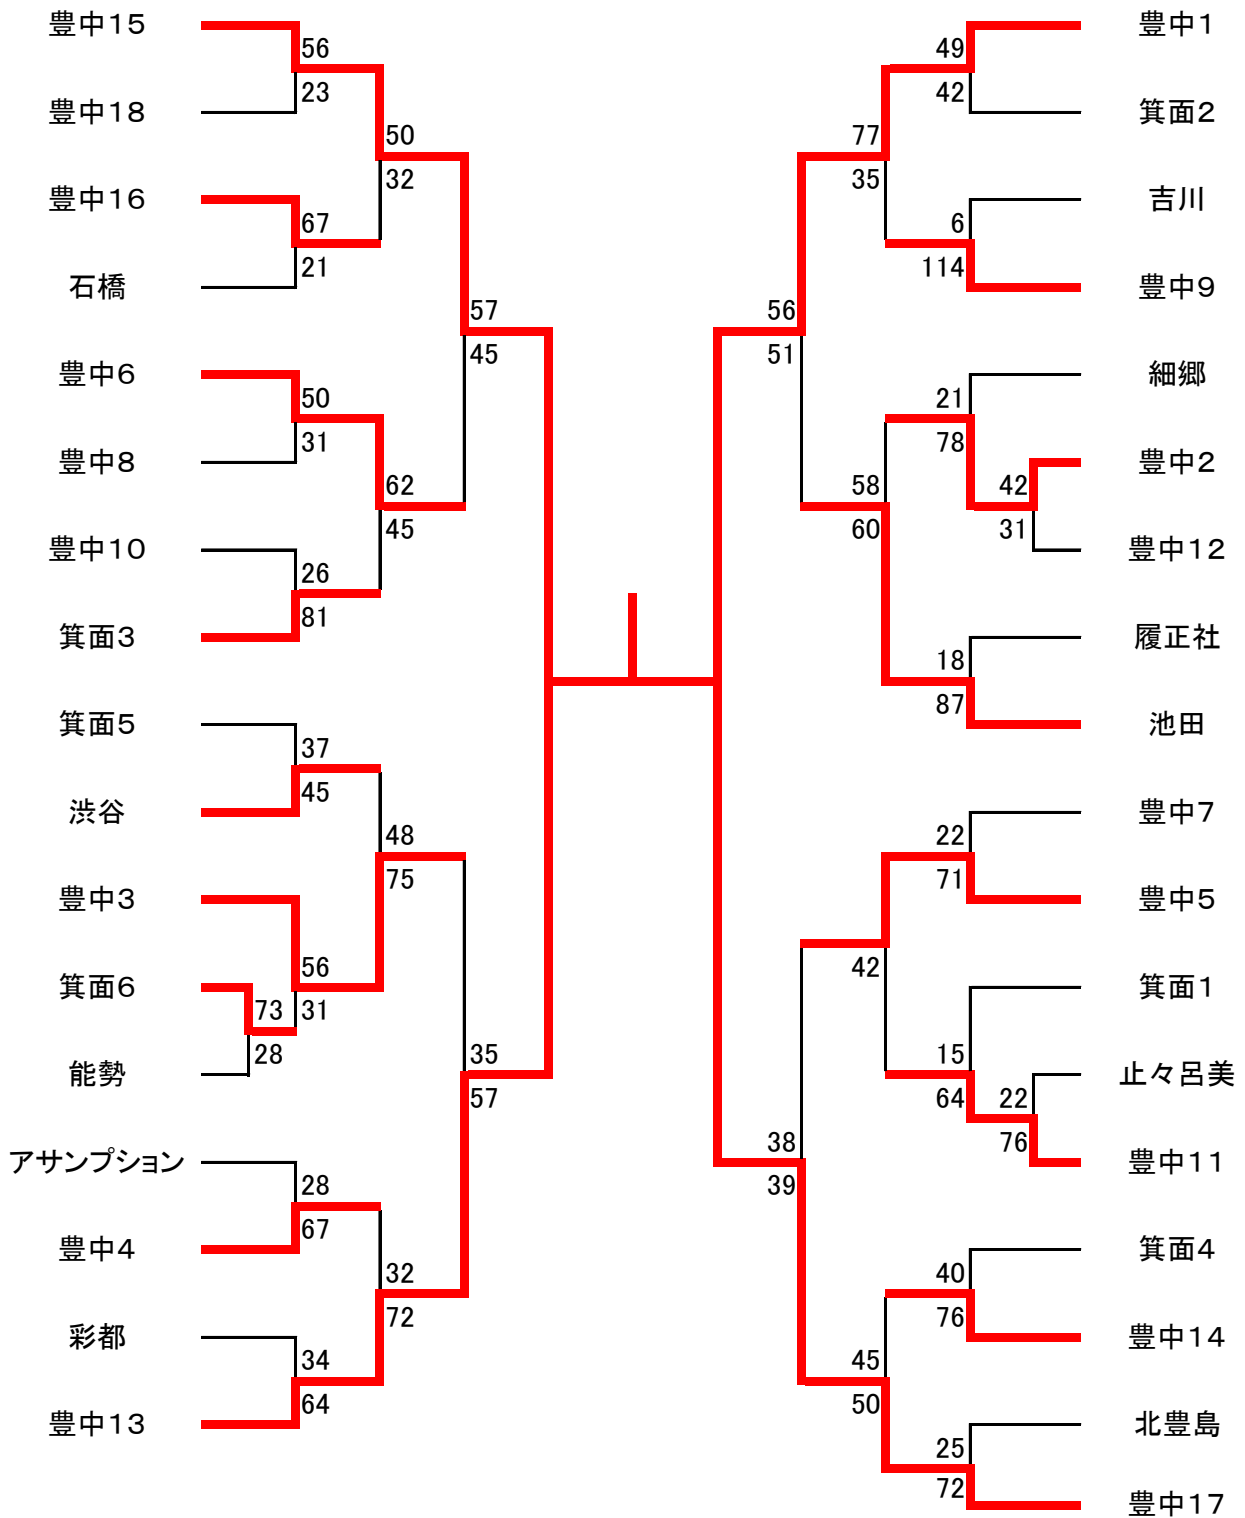 豊中15
56
23
豊中18
50
32
豊中16
67
21
石橋
57
45
豊中6
50
31
豊中8
62
45
豊中10
26
81
箕面3
箕面5
37
45
渋谷
48
75
豊中3
56
31
箕面6
73
28
能勢
35
57
アサンプション
28
67
豊中4
32
72
彩都
34
64
豊中13
豊中1
49
42
箕面2
77
35
吉川
6
114
豊中9
56
51
細郷
21
78
豊中2
42
31
豊中12
58
60
履正社
18
87
池田
豊中7
22
71
豊中5
42
箕面1
15
64
止々呂美
22
76
豊中11
38
39
箕面4
40
76
豊中14
45
50
北豊島
25
72
豊中17